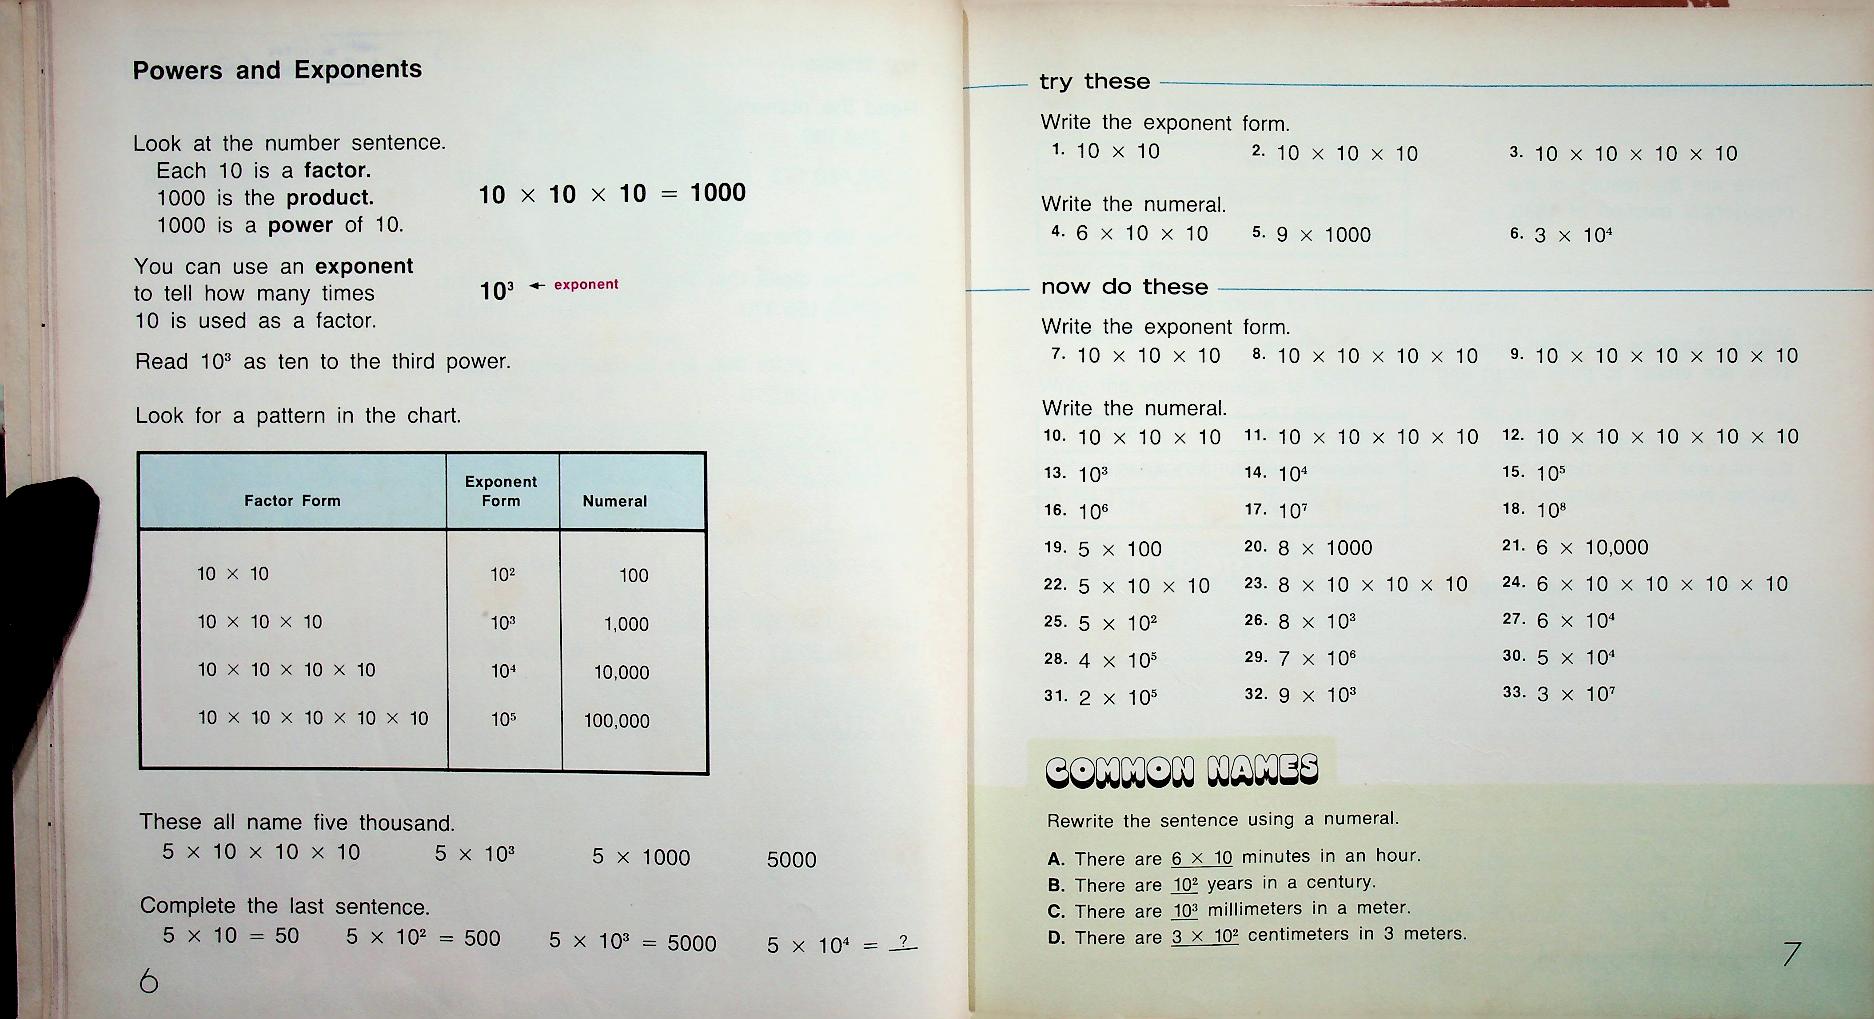 Powers and Exponents
Look at the number sentence.
Each 10 is a factor.
1000 is the product.
1000 is a power of 10.
10 × 10 × 10 = 1000
You can use an exponent
to tell how many times
10 is used as a factor.
10³ ← exponent
Read 10³ as ten to the third power.
Look for a pattern in the chart.
Factor Form Exponent Form Numeral
10 × 10 10² 100
10 × 10 × 10 10³ 1,000
10 × 10 × 10 × 10 10⁴ 10,000
10 × 10 × 10 × 10 × 10 10⁵ 100,000
These all name five thousand.
5 × 10 × 10 × 10 5 × 10³ 5 × 1000 5000
Complete the last sentence.
5 × 10 = 50 5 × 10² = 500 5 × 10³ = 5000 5 × 10⁴ = ?
6
try these
Write the exponent form.
1. 10 × 10 2. 10 × 10 × 10 3. 10 × 10 × 10 × 10
Write the numeral.
4. 6 × 10 × 10 5. 9 × 1000 6. 3 × 10⁴
now do these
Write the exponent form.
7. 10 × 10 × 10 8. 10 × 10 × 10 × 10 9. 10 × 10 × 10 × 10 × 10
Write the numeral.
10. 10 × 10 × 10 11. 10 × 10 × 10 × 10 12. 10 × 10 × 10 × 10 × 10
13. 10³ 14. 10⁴ 15. 10⁵
16. 10⁶ 17. 10⁷ 18. 10⁸
19. 5 × 100 20. 8 × 1000 21. 6 × 10,000
22. 5 × 10 × 10 23. 8 × 10 × 10 × 10 24. 6 × 10 × 10 × 10 × 10
25. 5 × 10² 26. 8 × 10³ 27. 6 × 10⁴
28. 4 × 10⁵ 29. 7 × 10⁶ 30. 5 × 10⁴
31. 2 × 10⁵ 32. 9 × 10³ 33. 3 × 10⁷
COMMON NAMES
Rewrite the sentence using a numeral.
A. There are 6 × 10 minutes in an hour.
B. There are 10² years in a century.
C. There are 10³ millimeters in a meter.
D. There are 3 × 10² centimeters in 3 meters.
7